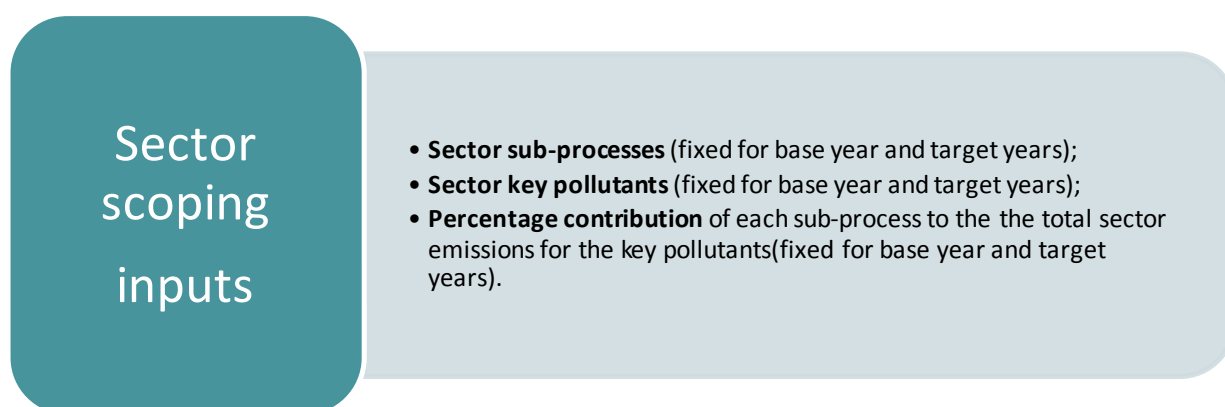 Sector
scoping
inputs
• Sector sub-processes (fixed for base year and target years);
• Sector key pollutants (fixed for base year and target years);
• Percentage contribution of each sub-process to the the total sector
emissions for the key pollutants(fixed for base year and target
years).